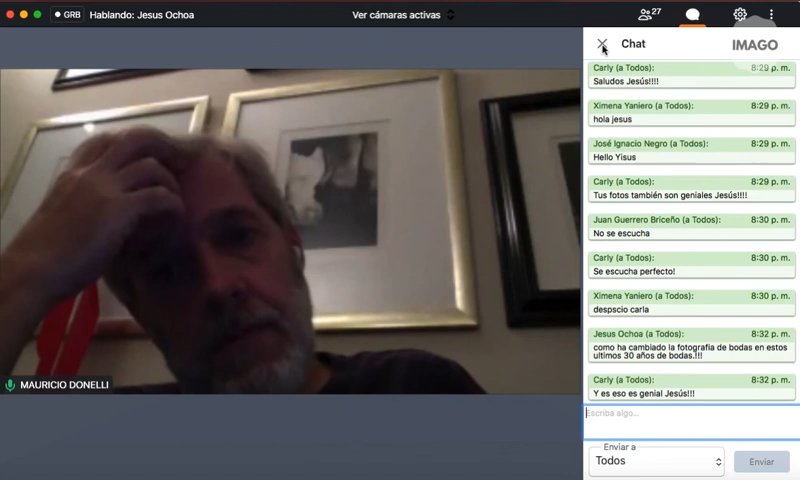 GRB
Hablando: Jesus Ochoa
Ver cámaras activas
27
Chat
IMAGO
Carly (a Todos): 8:29 p. m.
Saludos Jesús!!!!
Ximena Yaniero (a Todos) 8:29 p. m.
hola jesus
José Ignacio Negro (a Todos): 8:29 p. m.
Hello Yisus
Carly (a Todos): 8:29 p. m.
Tus fotos también son geniales Jesús!!!!
Juan Guerrero Briceño (a Todos): 8:30 p. m.
No se escucha
Carly (a Todos): 8:30 p. m.
Se escucha perfecto!
Ximena Yaniero (a Todos): 8:30 p. m.
despscio carla
Jesus Ochoa (a Todos): 8:32 p. m.
como ha cambiado la fotografia de bodas en estos
ultimos 30 años de bodas.!!!
Carly (a Todos): 8:32 p. m.
Y es eso es genial Jesús!!!
MAURICIO DONELLI
Escriba algo...
Enviar a
Todos
Enviar